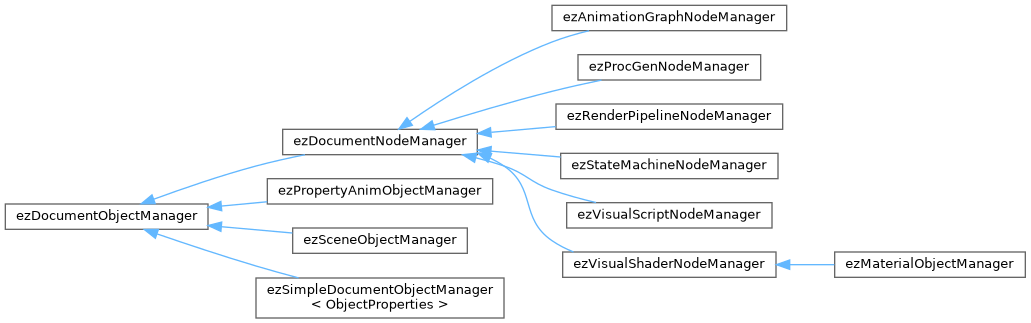 ezAnimationGraphNodeManager
ezProcGenNodeManager
ezRenderPipelineNodeManager
ezDocumentNodeManager
ezStateMachineNodeManager
ezPropertyAnimObjectManager
ezDocumentObjectManager
ezVisualScriptNodeManager
ezSceneObjectManager
ezVisualShaderNodeManager
ezMaterialObjectManager
ezSimpleDocumentObjectManager
< ObjectProperties >